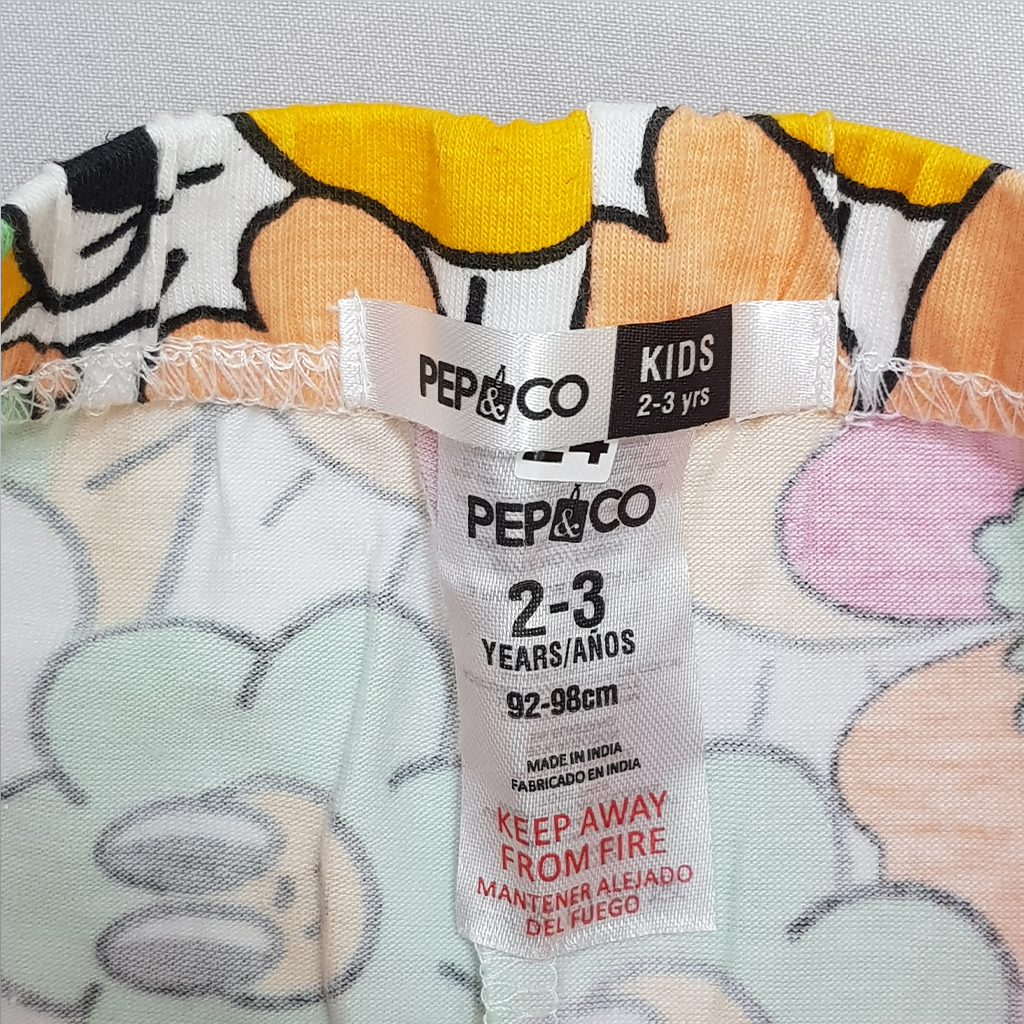 PEP&CO
KIDS
2-3 yrs
PEP&CO
2-3
YEARS/AÑOS
92-98cm
MADE IN INDIA
FABRICADO EN INDIA
KEEP AWAY
FROM FIRE
MANTENER ALEJADO
DEL FUEGO